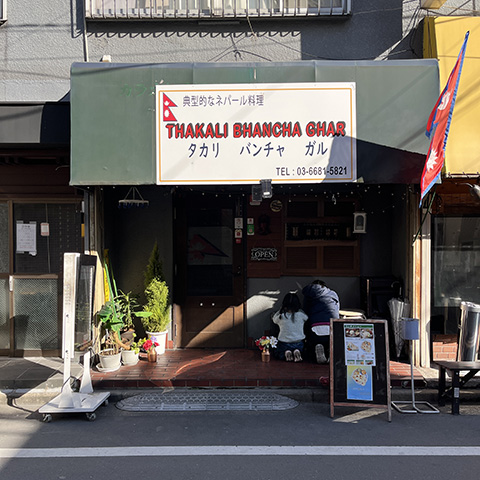 典型的なネパール料理
THAKALI BHANCHA GHAR
タカリ バンチャ ガル
TEL : 03-6681-5821
OPEN